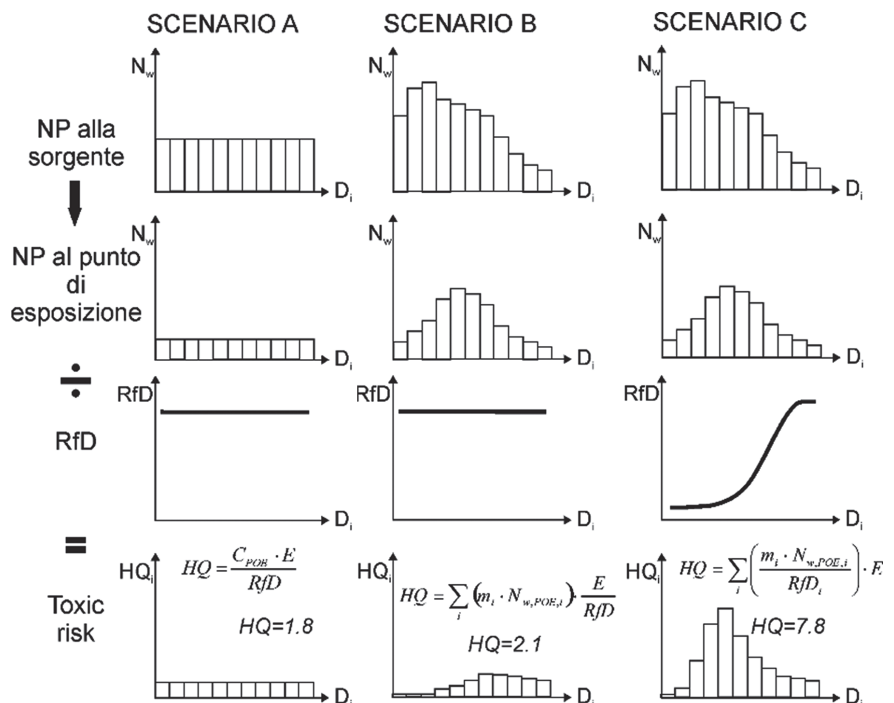 SCENARIO A SCENARIO B SCENARIO C
NP alla
sorgente
N_w D_i N_w D_i N_w D_i
NP al punto
di
esposizione
N_w D_i N_w D_i N_w D_i
÷
RfD
RfD D_i RfD D_i RfD D_i
=
Toxic
risk
HQ_i HQ = C_POE · E / RfD
HQ=1.8
D_i
HQ_i HQ = ∑_i (m_i · N_w,POE,i) · E / RfD
HQ=2.1
D_i
HQ_i HQ = ∑_i (m_i · N_w,POE,i / RfD_i) · E
HQ=7.8
D_i